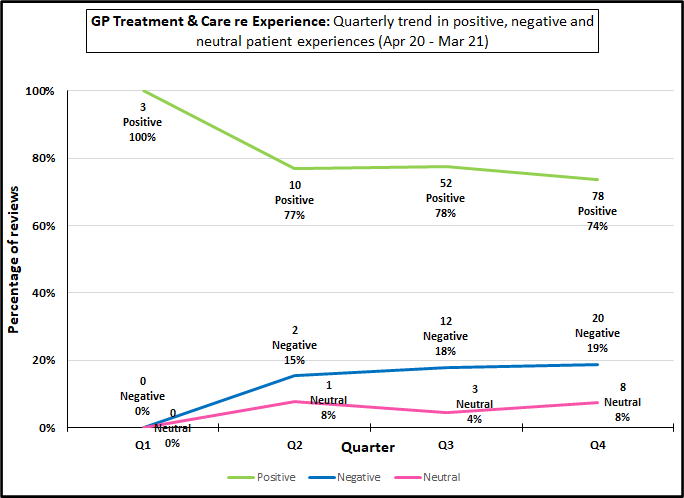 GP Treatment & Care re Experience: Quarterly trend in positive, negative and
neutral patient experiences (Apr 20 - Mar 21)
Percentage of reviews
100%
80%
60%
40%
20%
0%
3
Positive
100%
10
Positive
77%
52
Positive
78%
78
Positive
74%
0
Negative
0%
2
Negative
15%
12
Negative
18%
20
Negative
19%
0
Neutral
0%
1
Neutral
8%
3
Neutral
4%
8
Neutral
8%
Q1
Q2
Q3
Q4
Quarter
Positive
Negative
Neutral